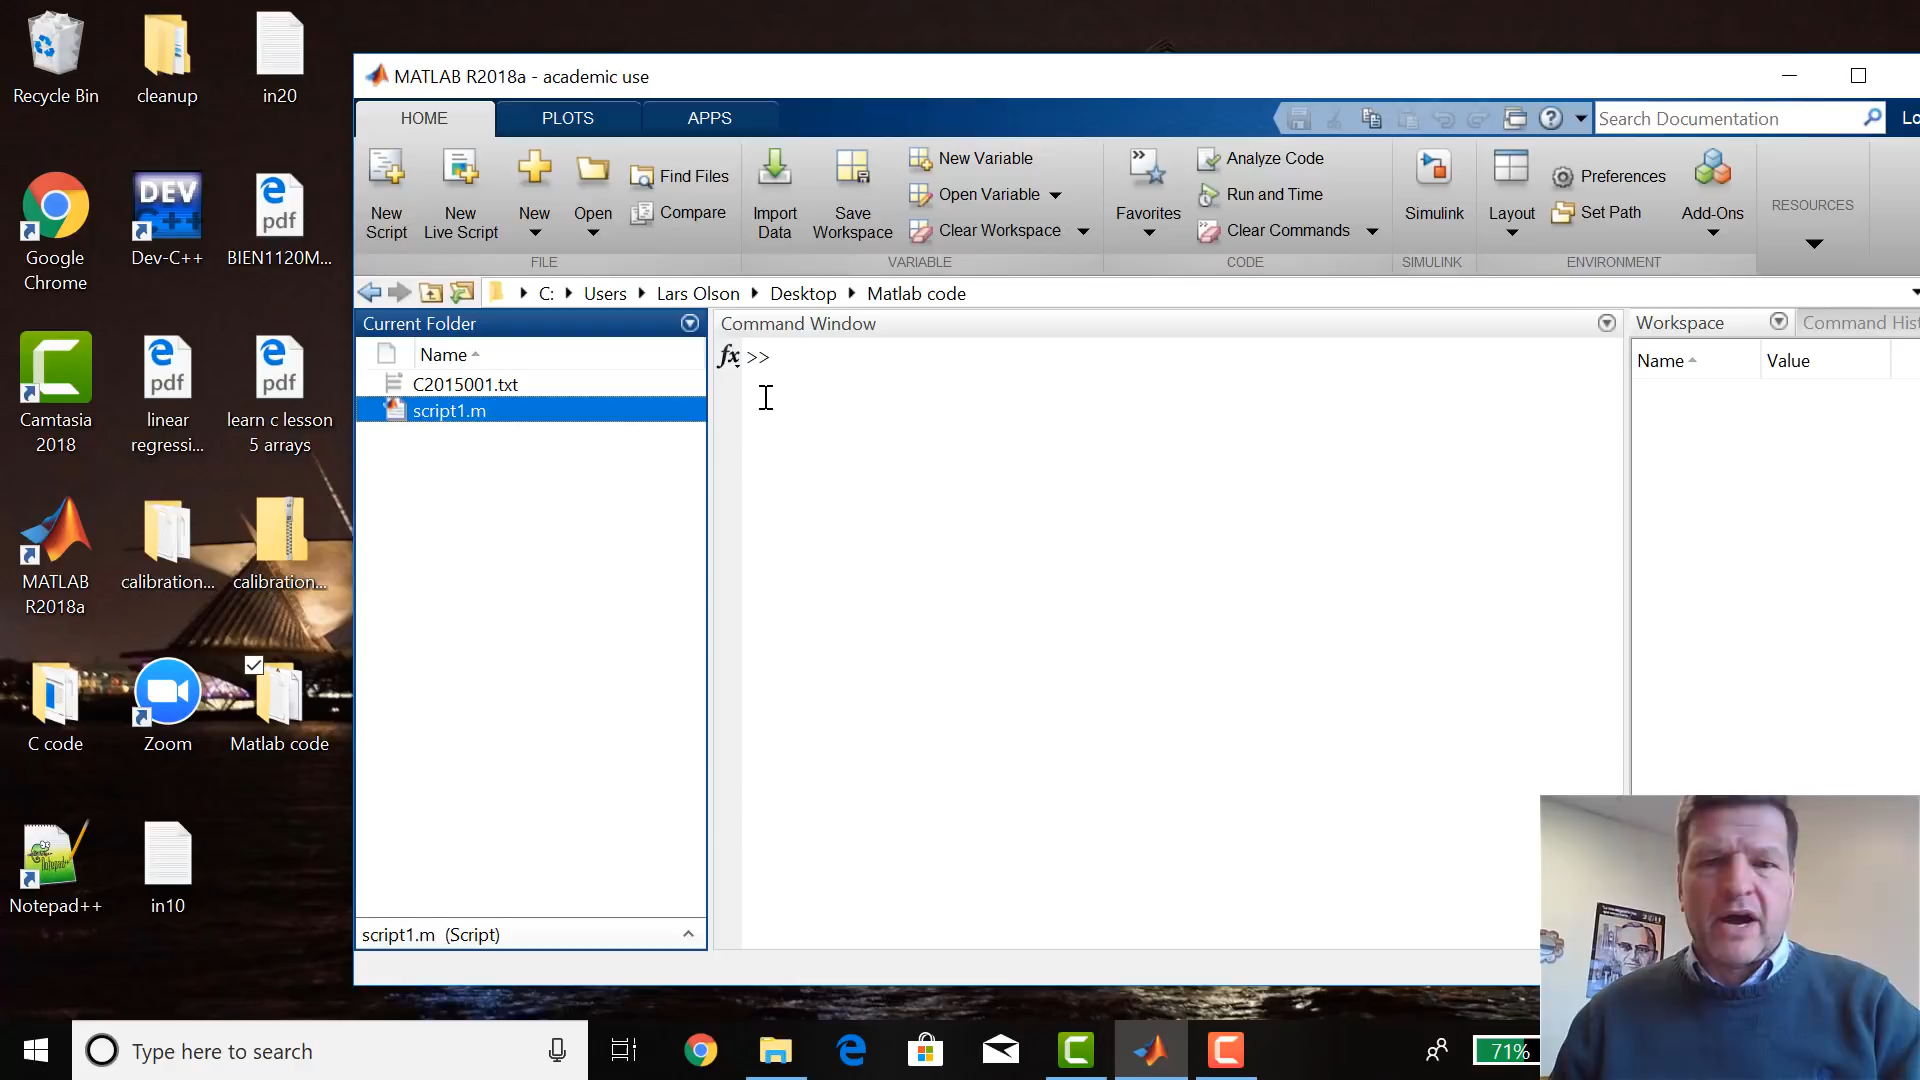 Recycle Bin
cleanup
in20
Google
Chrome
DEV
C++
Dev-C++
pdf
BIEN1120M...
Camtasia
2018
pdf
linear
regressi...
pdf
learn c lesson
5 arrays
MATLAB
R2018a
calibration...
calibration...
C code
Zoom
Matlab code
Notepad++
in10
MATLAB R2018a - academic use
HOME
PLOTS
APPS
Search Documentation
Lo
New
Script
New
Live Script
New
Open
Find Files
Compare
FILE
Import
Data
Save
Workspace
New Variable
Open Variable
Clear Workspace
VARIABLE
Favorites
Analyze Code
Run and Time
Clear Commands
CODE
Simulink
SIMULINK
Layout
Preferences
Set Path
Add-Ons
ENVIRONMENT
RESOURCES
C: Users Lars Olson Desktop Matlab code
Current Folder
Name
C2015001.txt
script1.m
script1.m (Script)
Command Window
fx >>
Workspace
Command Hist
Name
Value
Type here to search
71%